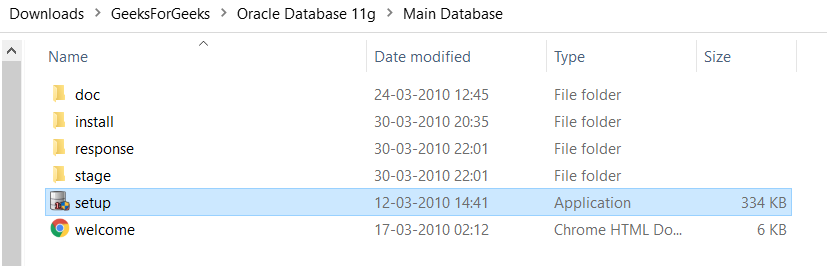 Downloads > GeeksForGeeks > Oracle Database 11g > Main Database
Name Date modified Type Size
doc 24-03-2010 12:45 File folder
install 30-03-2010 20:35 File folder
response 30-03-2010 22:01 File folder
stage 30-03-2010 22:01 File folder
setup 12-03-2010 14:41 Application 334 KB
welcome 17-03-2010 02:12 Chrome HTML Do... 6 KB